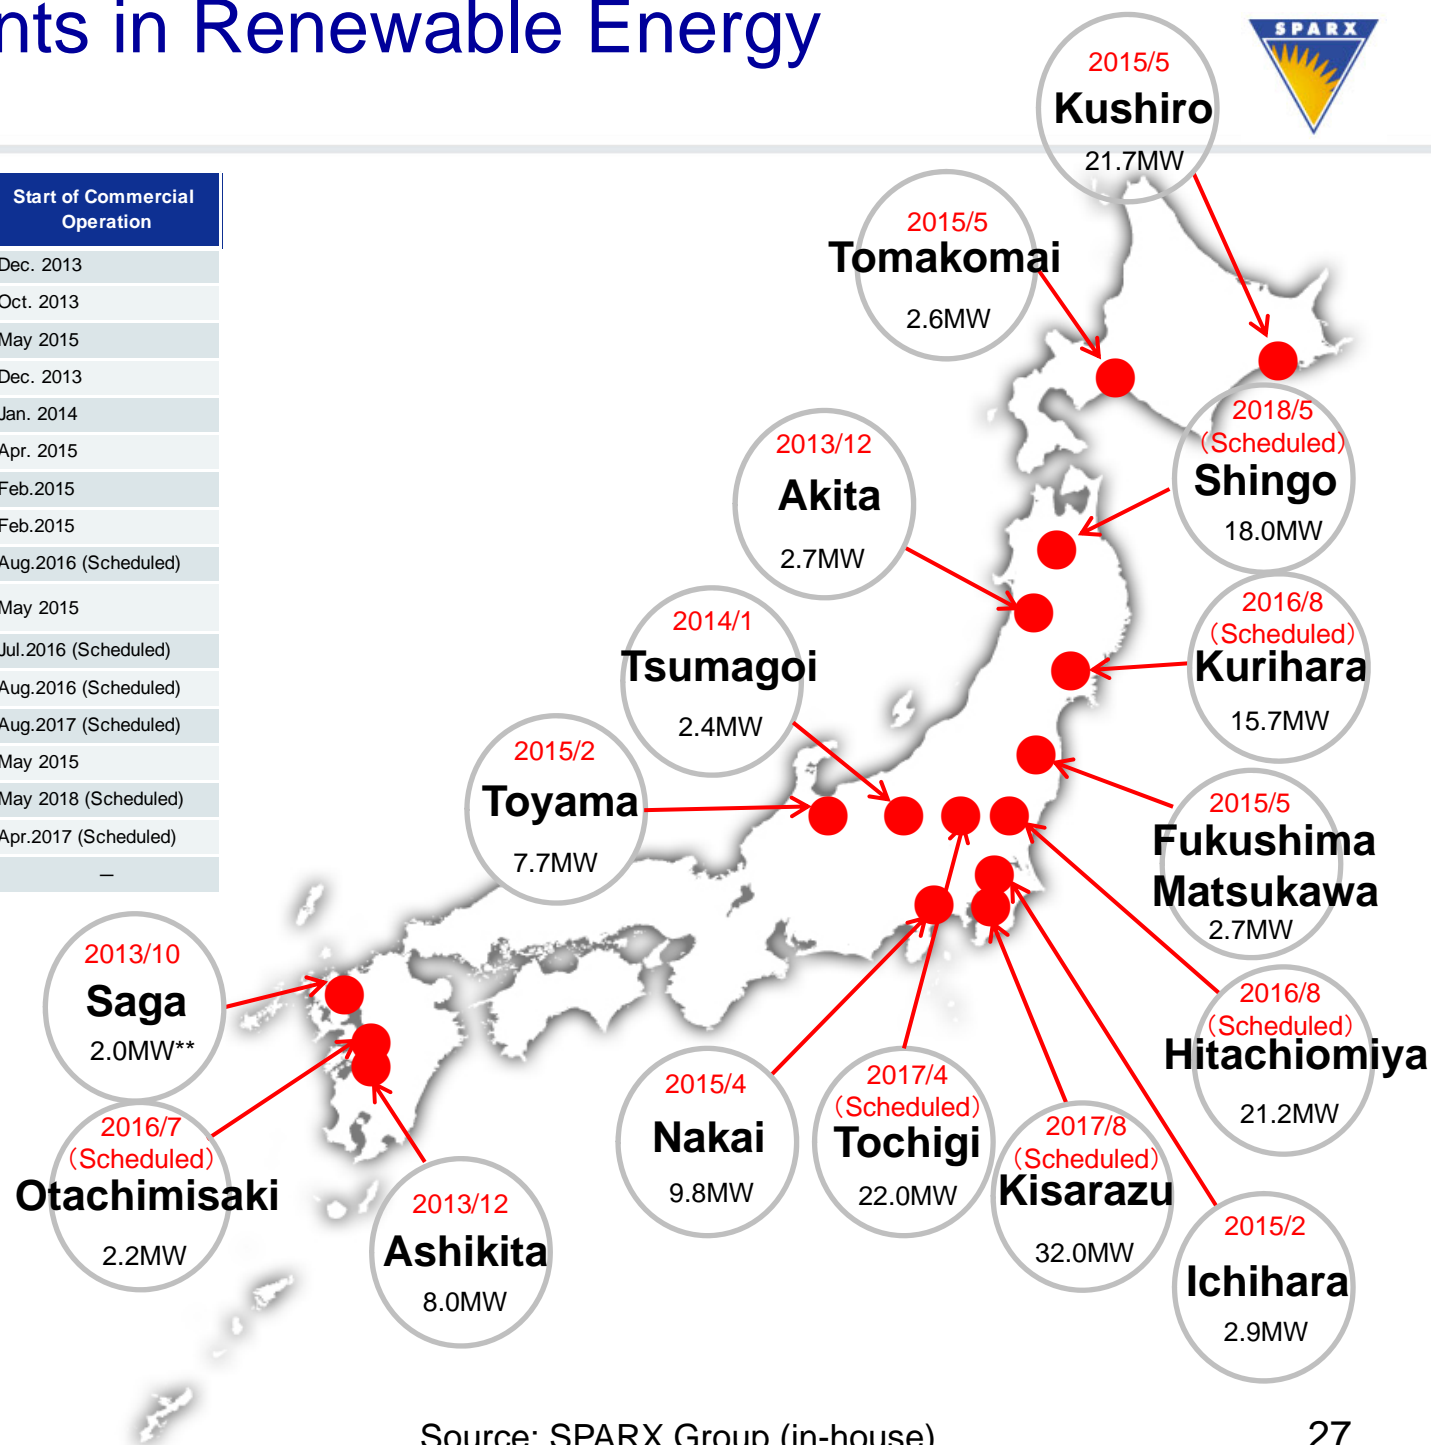 nts in Renewable Energy
SPARX
Start of Commercial
Operation
Dec. 2013
Oct. 2013
May 2015
Dec. 2013
Jan. 2014
Apr. 2015
Feb.2015
Feb.2015
Aug.2016 (Scheduled)
May 2015
Jul.2016 (Scheduled)
Aug.2016 (Scheduled)
Aug.2017 (Scheduled)
May 2015
May 2018 (Scheduled)
Apr.2017 (Scheduled)
–
2015/5
Kushiro
21.7MW
2015/5
Tomakomai
2.6MW
2018/5
(Scheduled)
Shingo
18.0MW
2013/12
Akita
2.7MW
2016/8
(Scheduled)
Kurihara
15.7MW
2014/1
Tsumagoi
2.4MW
2015/2
Toyama
7.7MW
2015/5
Fukushima
Matsukawa
2.7MW
2013/10
Saga
2.0MW**
2016/8
(Scheduled)
Hitachiomiya
21.2MW
2016/7
(Scheduled)
Otachimisaki
2.2MW
2013/12
Ashikita
8.0MW
2015/4
Nakai
9.8MW
2017/4
(Scheduled)
Tochigi
22.0MW
2017/8
(Scheduled)
Kisarazu
32.0MW
2015/2
Ichihara
2.9MW
Source: SPARX Group (in-house)
27